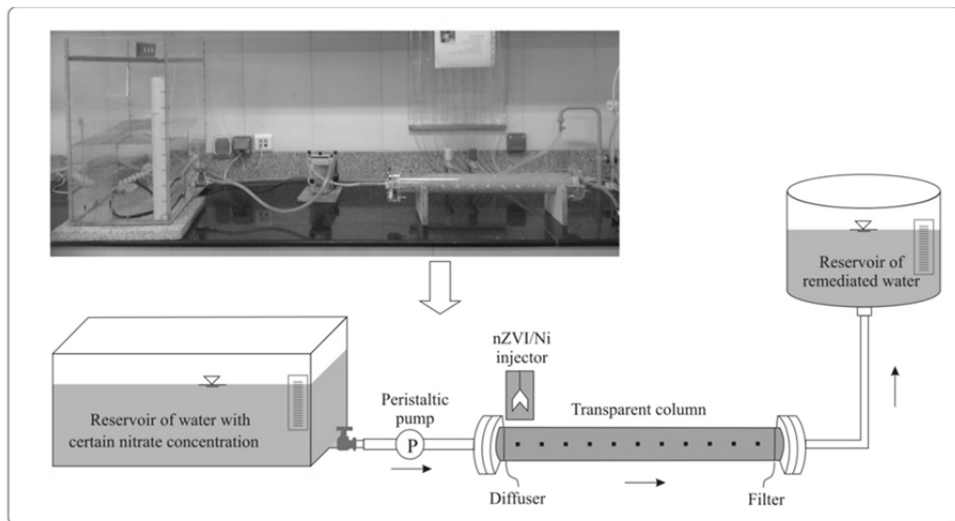 nZVI/Ni
injector
Reservoir of
remediated water
Peristaltic
pump
Transparent column
Reservoir of water with
certain nitrate concentration
P
Diffuser
Filter